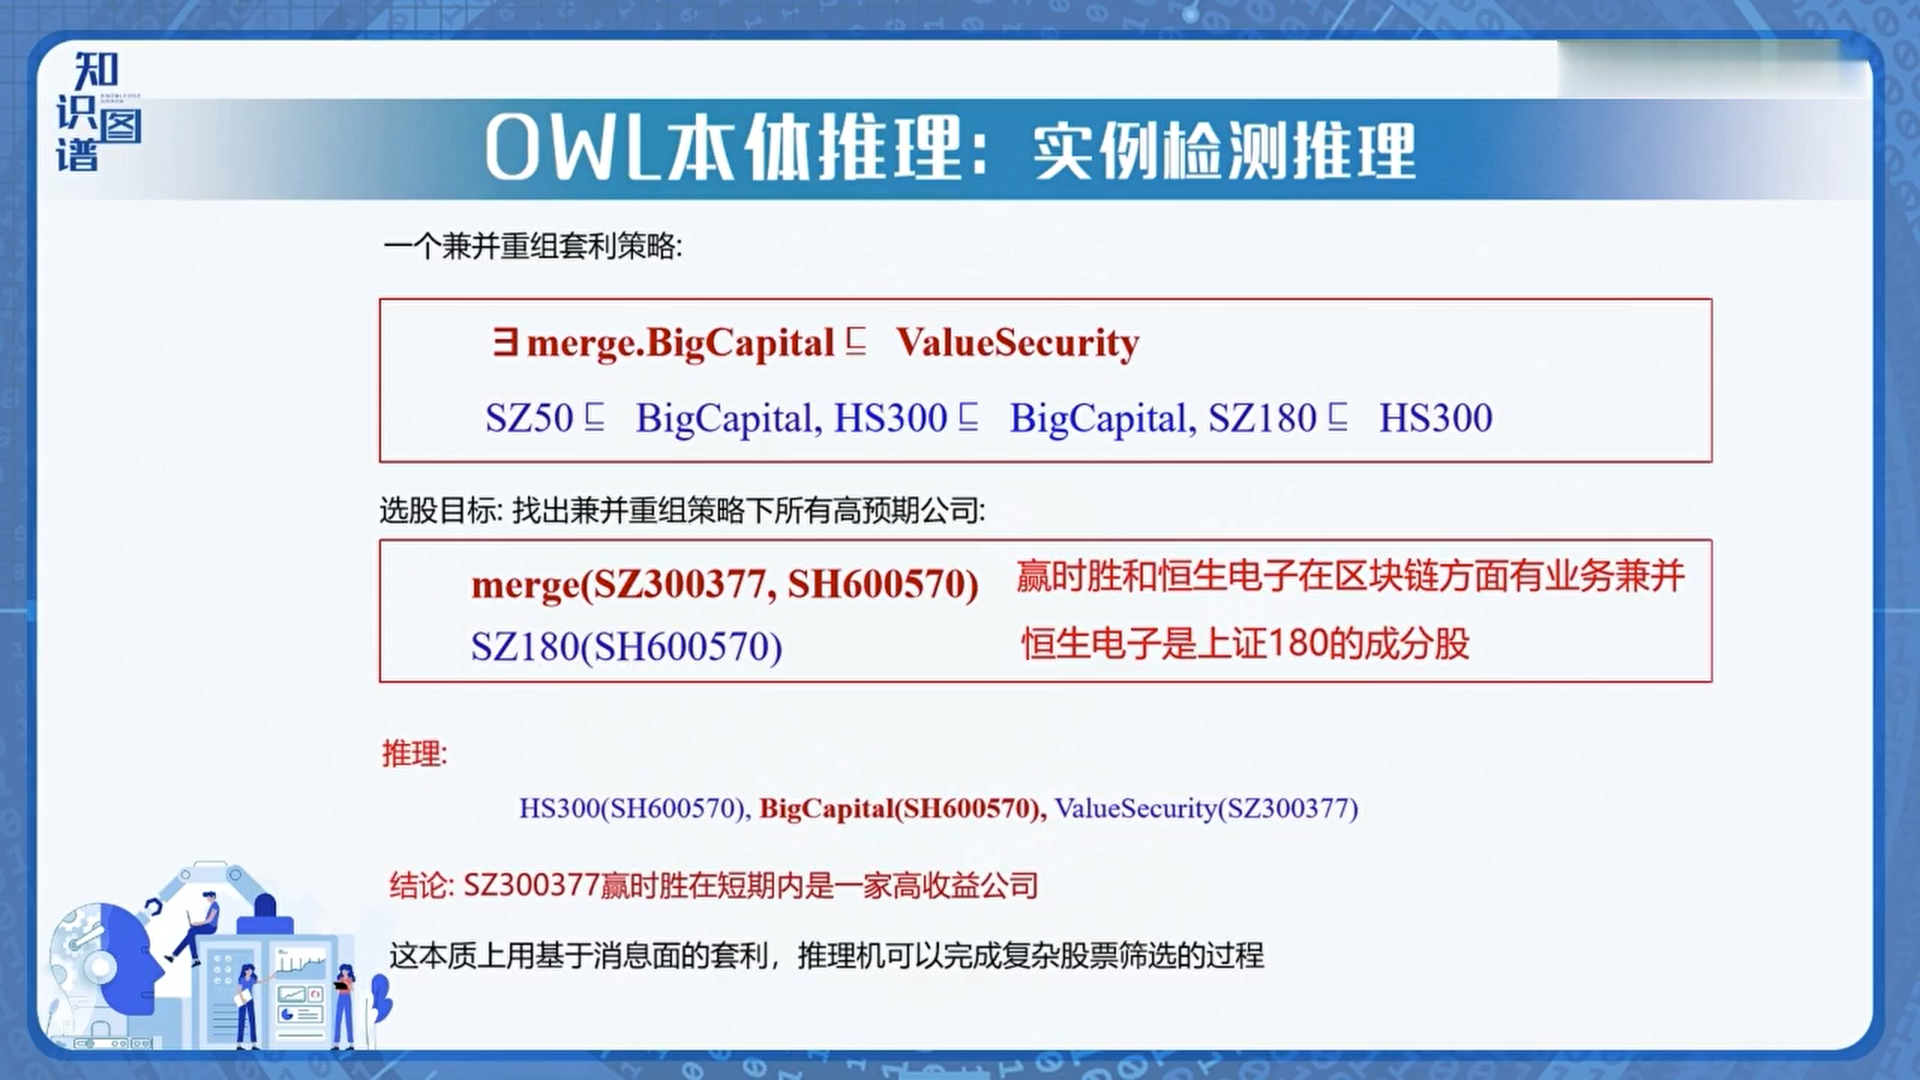 知识图谱
OWL本体推理：实例检测推理
一个兼并重组套利策略:
∃ merge.BigCapital ⊑ ValueSecurity
SZ50 ⊑ BigCapital, HS300 ⊑ BigCapital, SZ180 ⊑ HS300
选股目标: 找出兼并重组策略下所有高预期公司:
merge(SZ300377, SH600570) 赢时胜和恒生电子在区块链方面有业务兼并
SZ180(SH600570) 恒生电子是上证180的成分股
推理:
HS300(SH600570), BigCapital(SH600570), ValueSecurity(SZ300377)
结论: SZ300377赢时胜在短期内是一家高收益公司
这本质上用基于消息面的套利，推理机可以完成复杂股票筛选的过程